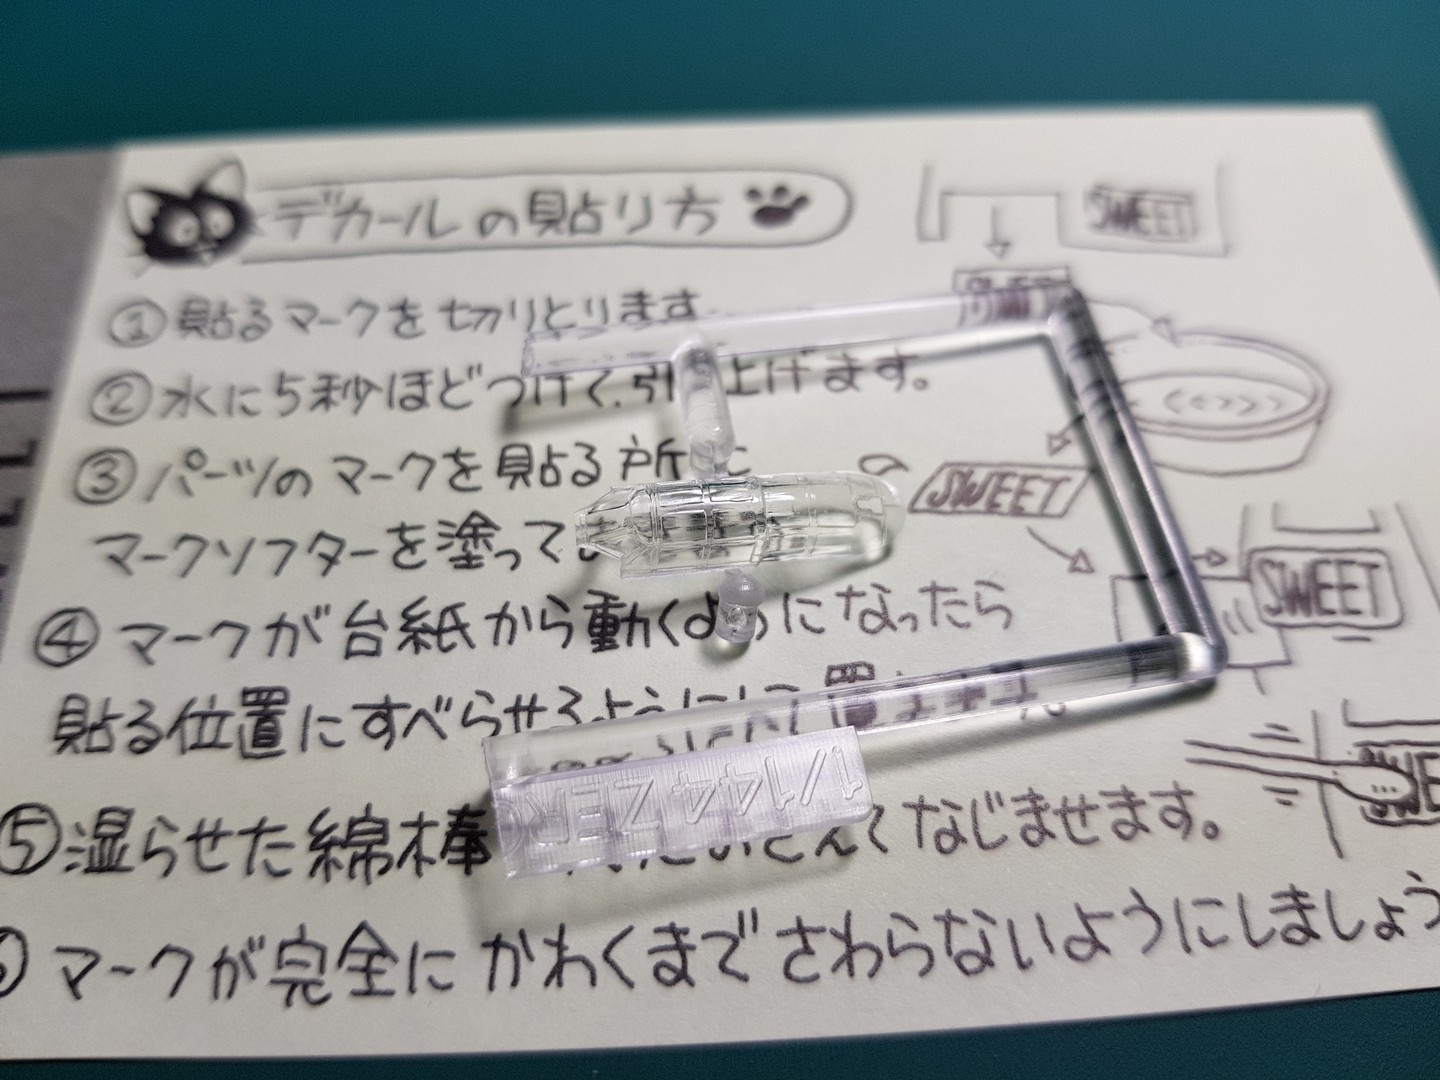 デカールの貼り方
SWEET
①貼るマークを切りとります。
②水に5秒ほどつけて、引き上げます。
③パーツのマークを貼る所に
SWEET
マークソフターを塗って
SWEET
④マークが台紙から動くようになったら
貼る位置にすべらせるようにして置きます。
1/144 ZERO
⑤湿らせた綿棒 なじませます。
⑥マークが完全にかわくまでさわらないようにしましょう